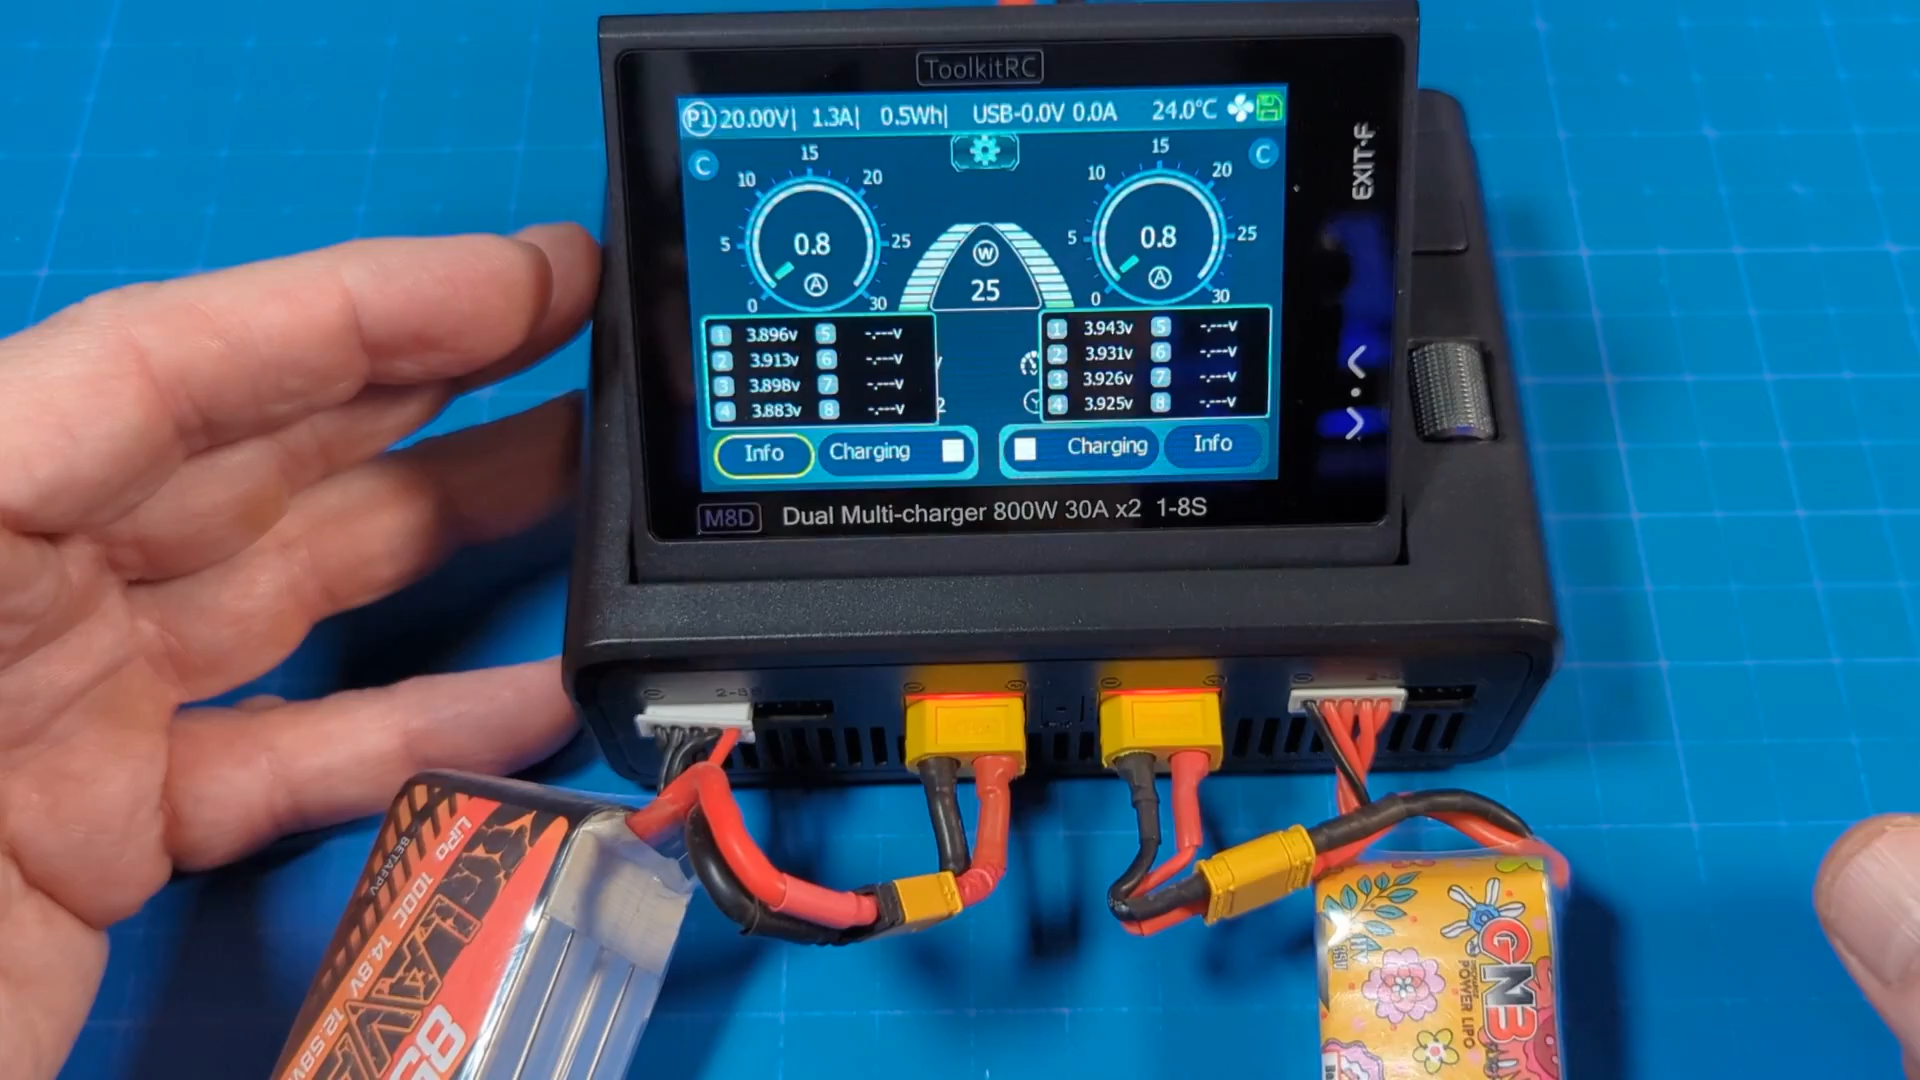 ToolkitRC
P1 20.00V| 1.3A| 0.5Wh| USB-0.0V 0.0A 24.0°C
C 0 5 10 15 20 25 30 0.8 A
W 25
C 0 5 10 15 20 25 30 0.8 A
1 3.896v 5 -.---v
2 3.913v 6 -.---v
3 3.898v 7 -.---v
4 3.883v 8 -.---v
1 3.943v 5 -.---v
2 3.931v 6 -.---v
3 3.926v 7 -.---v
4 3.925v 8 -.---v
Info Charging
Charging Info
M8D Dual Multi-charger 800W 30A x2 1-8S
EXIT·F
LiPo
100C 14.8V
BETAFPV
LAVA
GN3
POWER LIPO